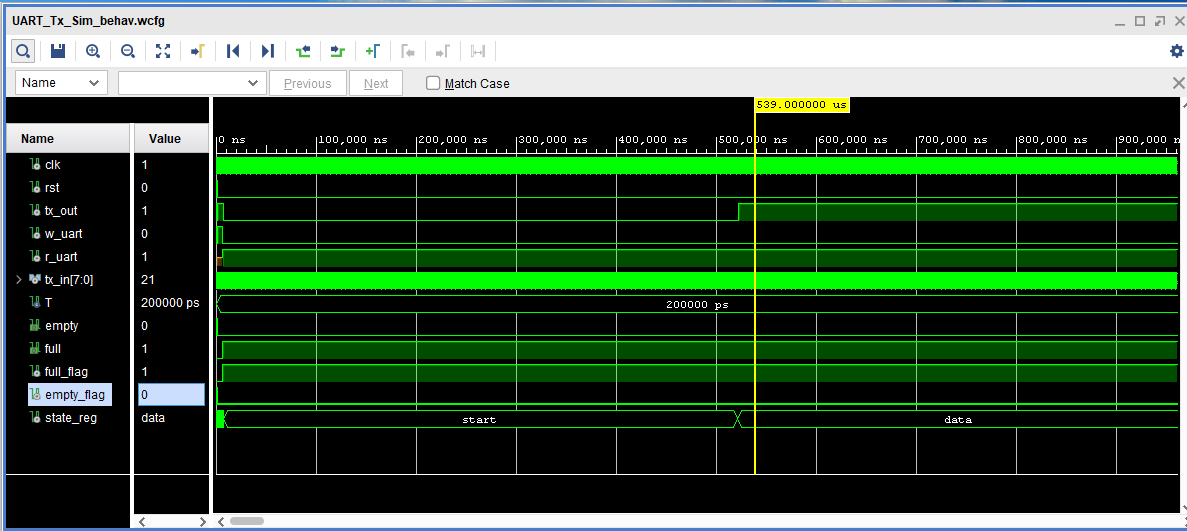 UART_Tx_Sim_behav.wcfg
Name Previous Next Match Case
539.000000 us
Name Value 0 ns 100,000 ns 200,000 ns 300,000 ns 400,000 ns 500,000 ns 600,000 ns 700,000 ns 800,000 ns 900,000 n
clk 1
rst 0
tx_out 1
w_uart 0
r_uart 1
tx_in[7:0] 21
T 200000 ps 200000 ps
empty 0
full 1
full_flag 1
empty_flag 0
state_reg data start data